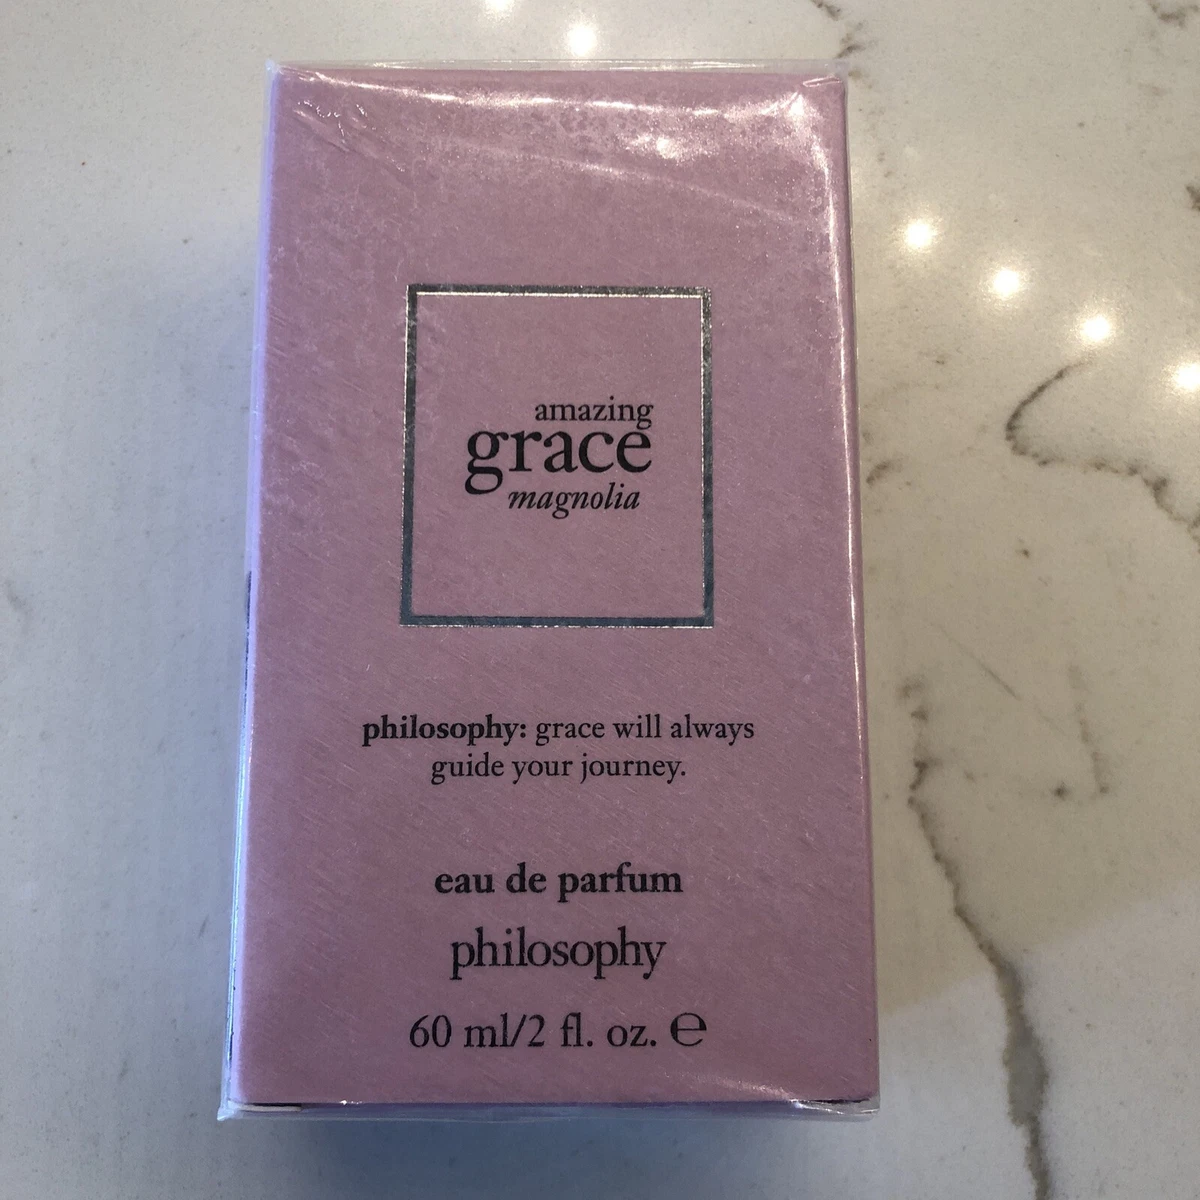 amazing
grace
magnolia
philosophy: grace will always
guide your journey.
eau de parfum
philosophy
60 ml/2 fl. oz. ℮